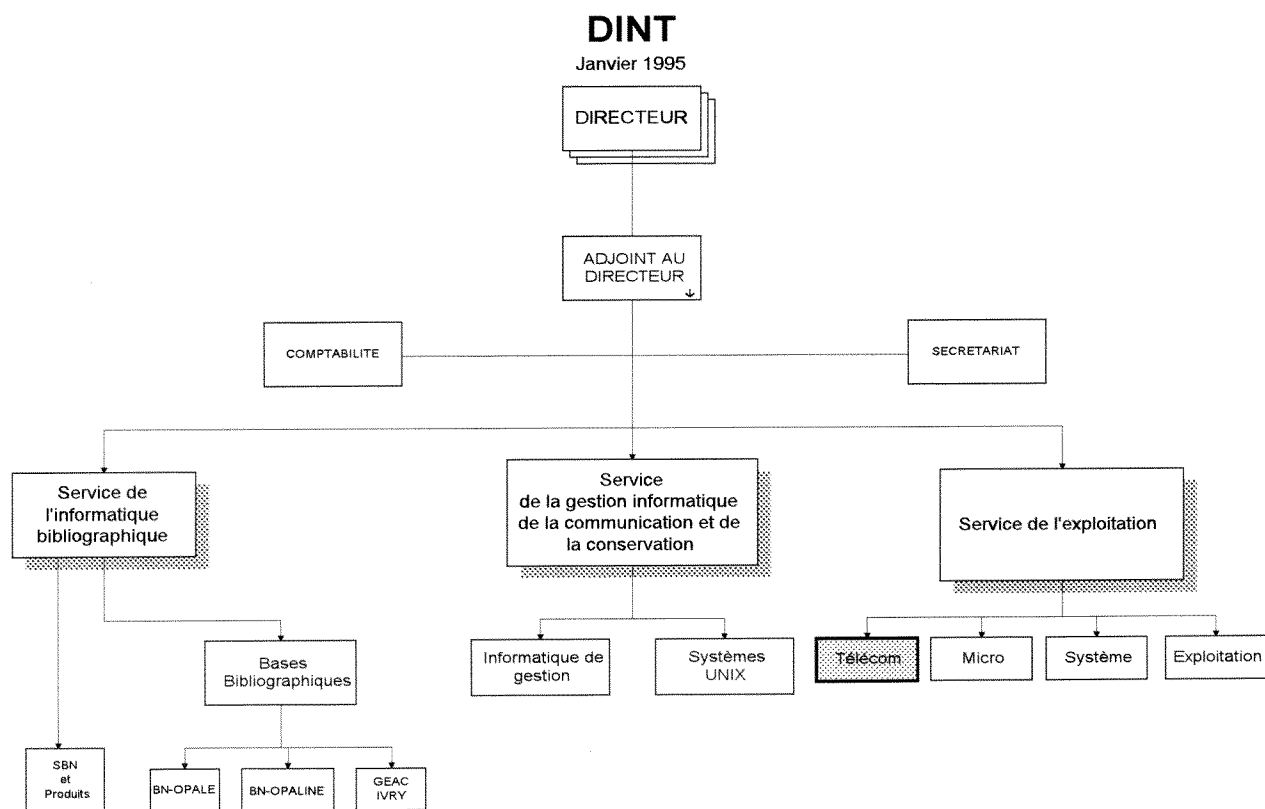 DINT
Janvier 1995
DIRECTEUR
ADJOINT AU
DIRECTEUR
COMPTABILITE
SECRETARIAT
Service de
l'informatique
bibliographique
Service
de la gestion informatique
de la communication et de
la conservation
Service de l'exploitation
Bases
Bibliographiques
Informatique de
gestion
Systèmes
UNIX
Télécom
Micro
Système
Exploitation
SBN
et
Produits
BN-OPALE
BN-OPALINE
GEAC
IVRY